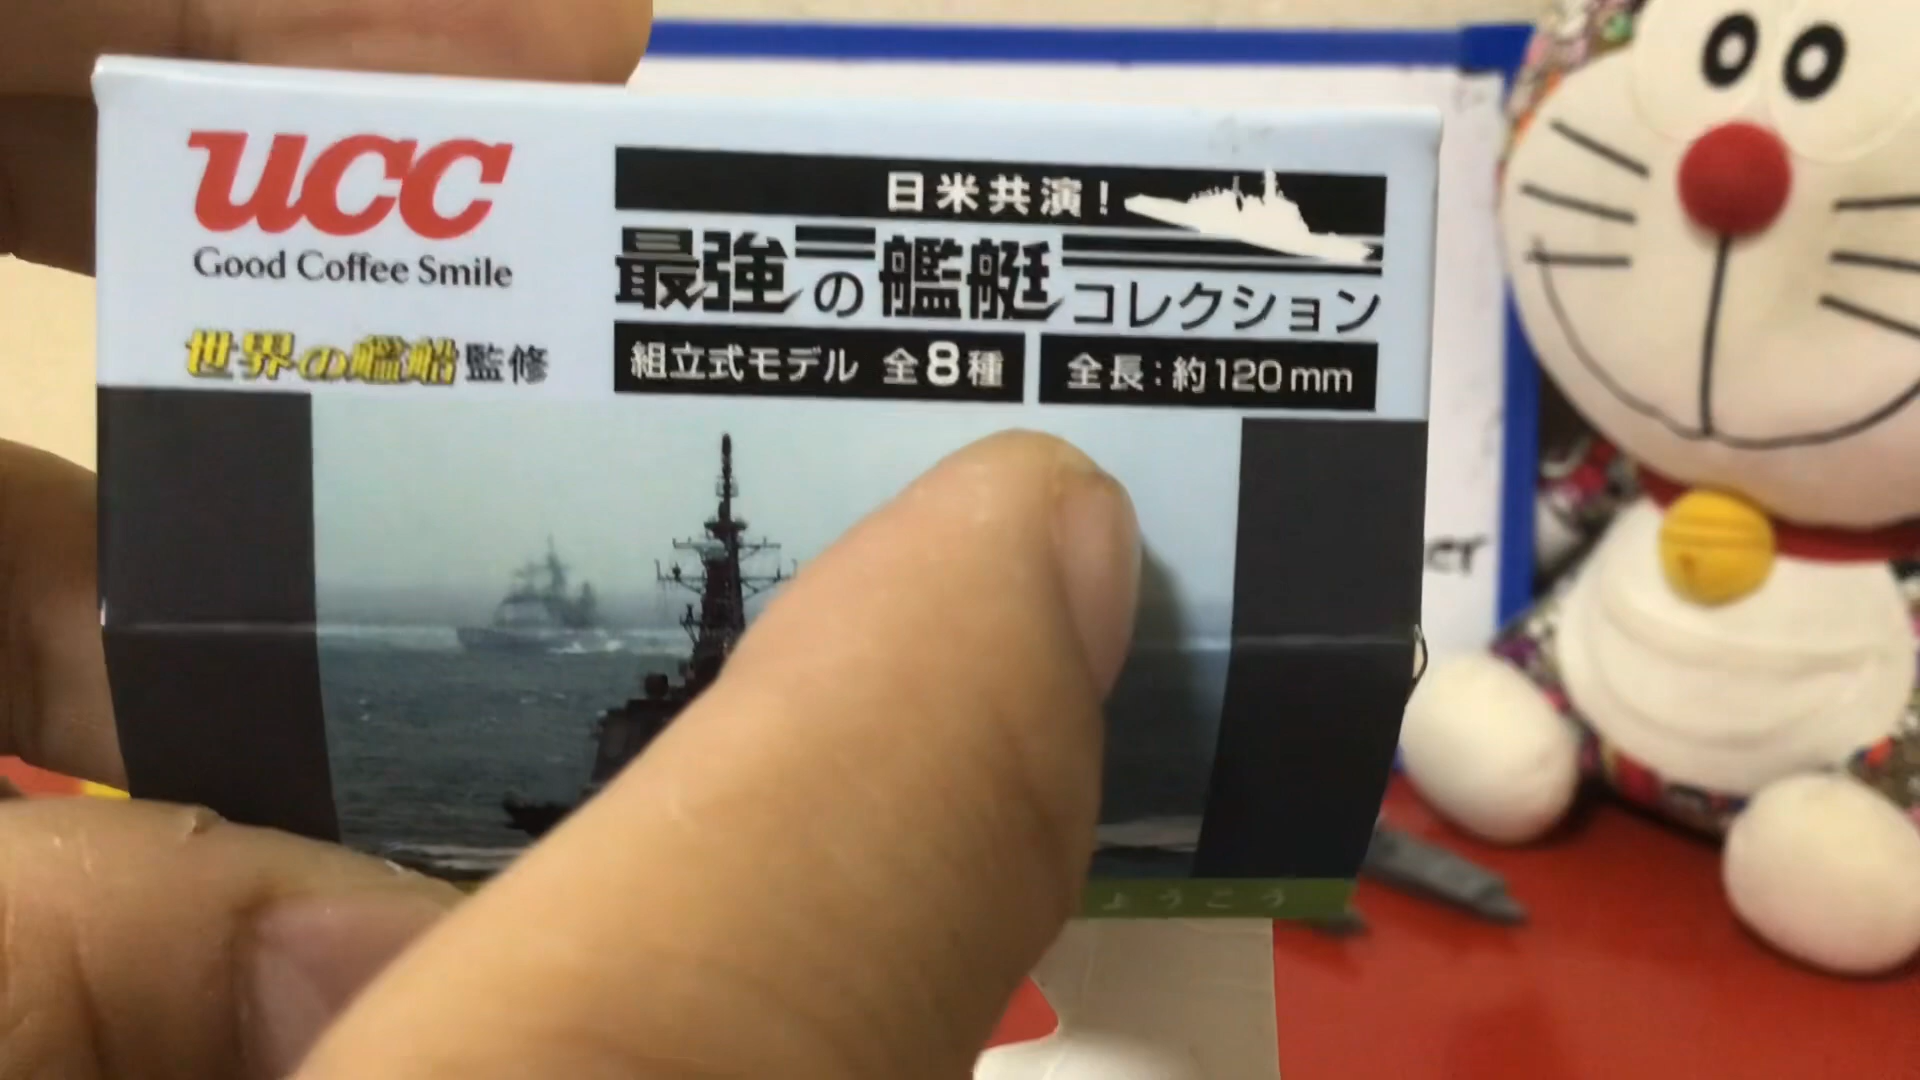 ucc
Good Coffee Smile
世界の艦船 監修
日米共演！
最強の艦艇コレクション
組立式モデル 全8種
全長：約120mm
ょうこう
er